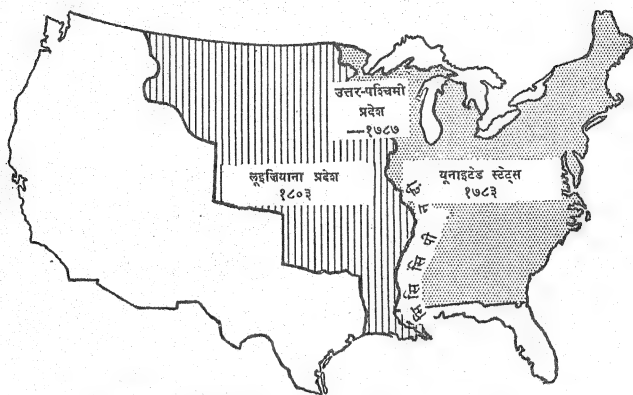 उत्तर-पश्चिमी
प्रदेश
—१७८७
लूइज़ियाना प्रदेश
१८०३
यूनाइटेड स्टेट्स
१७८३
मिसिसिपी नदी